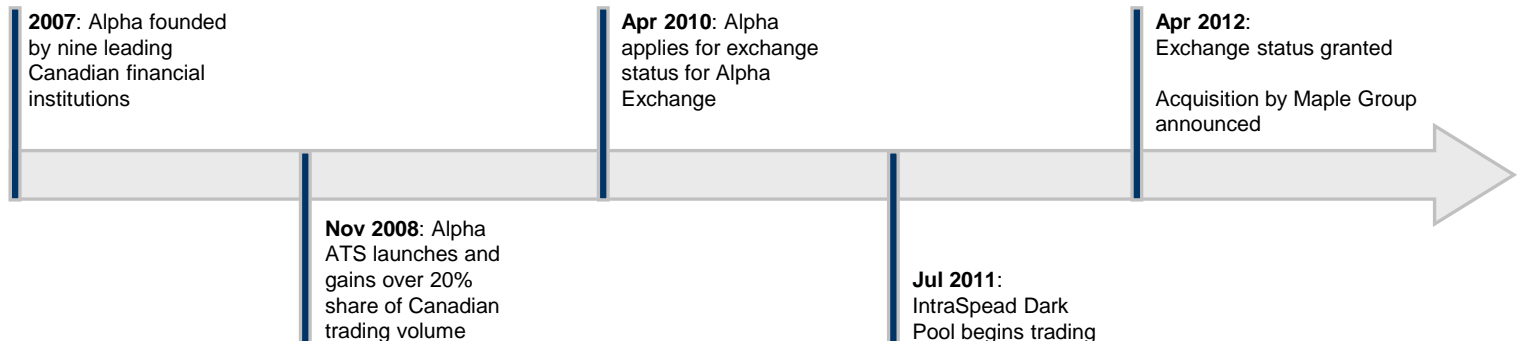 2007: Alpha founded
by nine leading
Canadian financial
institutions
Nov 2008: Alpha
ATS launches and
gains over 20%
share of Canadian
trading volume
Apr 2010: Alpha
applies for exchange
status for Alpha
Exchange
Jul 2011:
IntraSpead Dark
Pool begins trading
Apr 2012:
Exchange status granted
Acquisition by Maple Group
announced